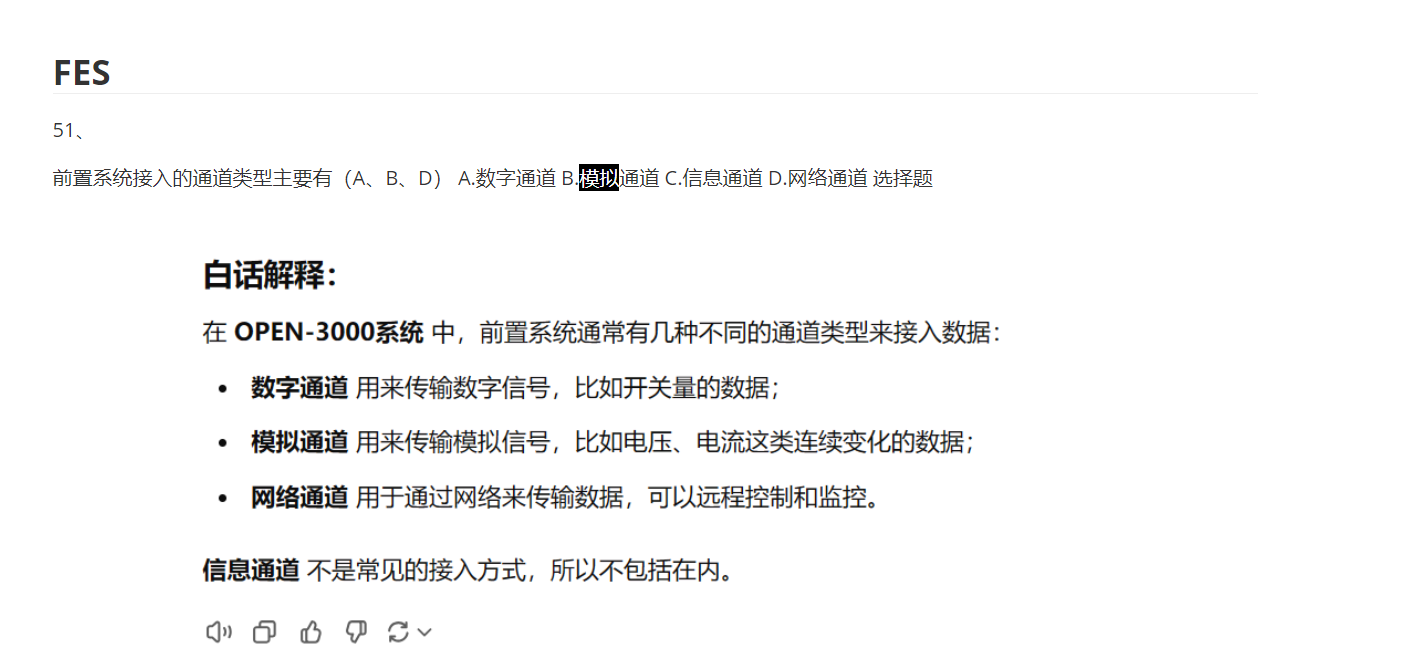 FES
51、
前置系统接入的通道类型主要有（A、B、D） A.数字通道 B.模拟通道 C.信息通道 D.网络通道 选择题
白话解释：
在 OPEN-3000系统 中，前置系统通常有几种不同的通道类型来接入数据：
• 数字通道 用来传输数字信号，比如开关量的数据；
• 模拟通道 用来传输模拟信号，比如电压、电流这类连续变化的数据；
• 网络通道 用于通过网络来传输数据，可以远程控制和监控。
信息通道 不是常见的接入方式，所以不包括在内。